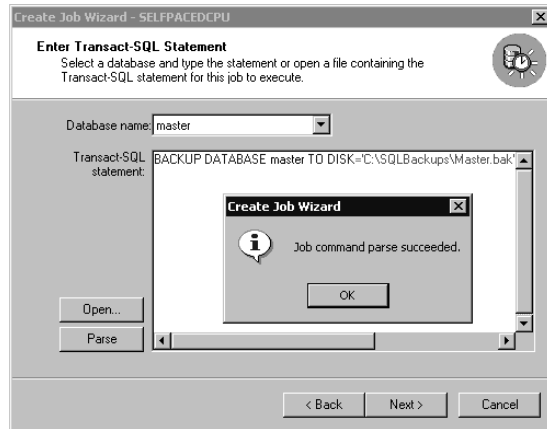 Create Job Wizard - SELFPACEDCPU
Enter Transact-SQL Statement
Select a database and type the statement or open a file containing the
Transact-SQL statement for this job to execute.
Database name: master
Transact-SQL
statement:
BACKUP DATABASE master TO DISK='C:\SQLBackups\Master.bak'
Create Job Wizard
Job command parse succeeded.
OK
Open...
Parse
< Back
Next >
Cancel